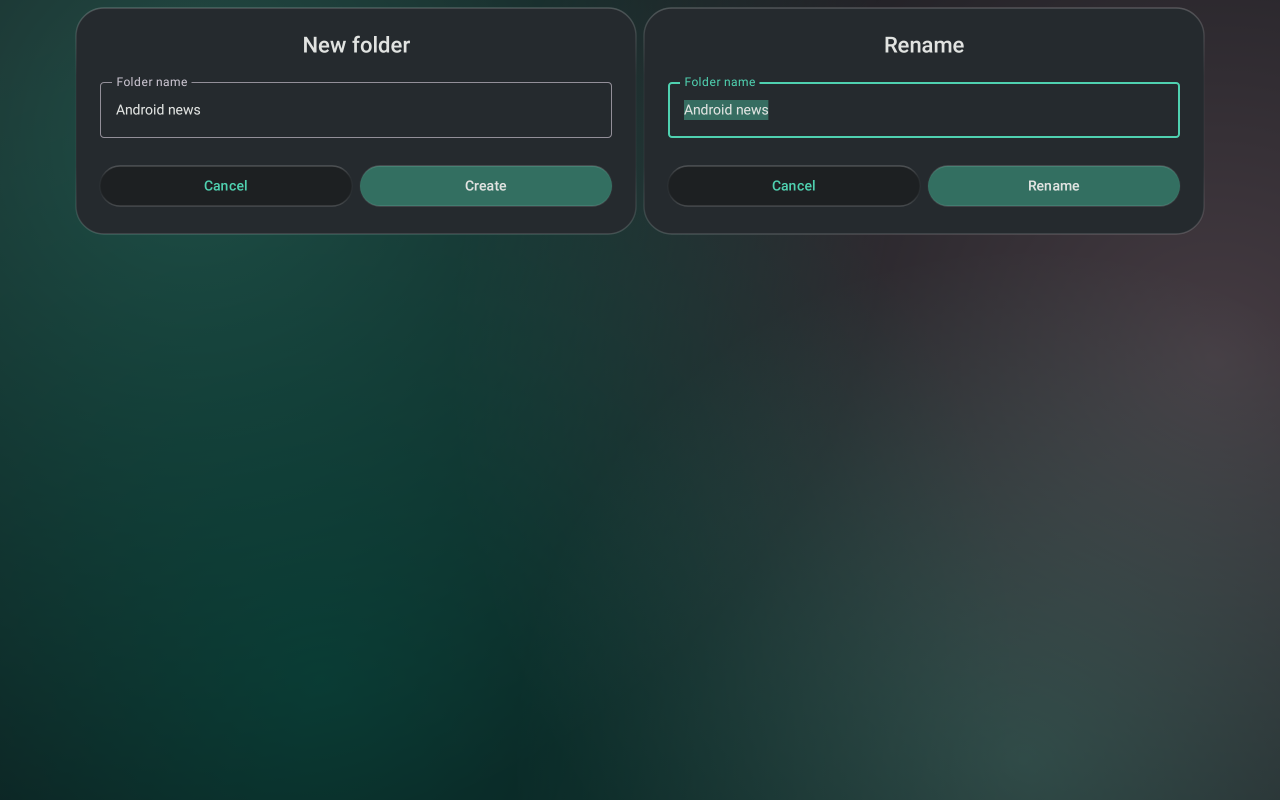 New folder
Folder name
Android news
Cancel
Create
Rename
Folder name
Android news
Cancel
Rename